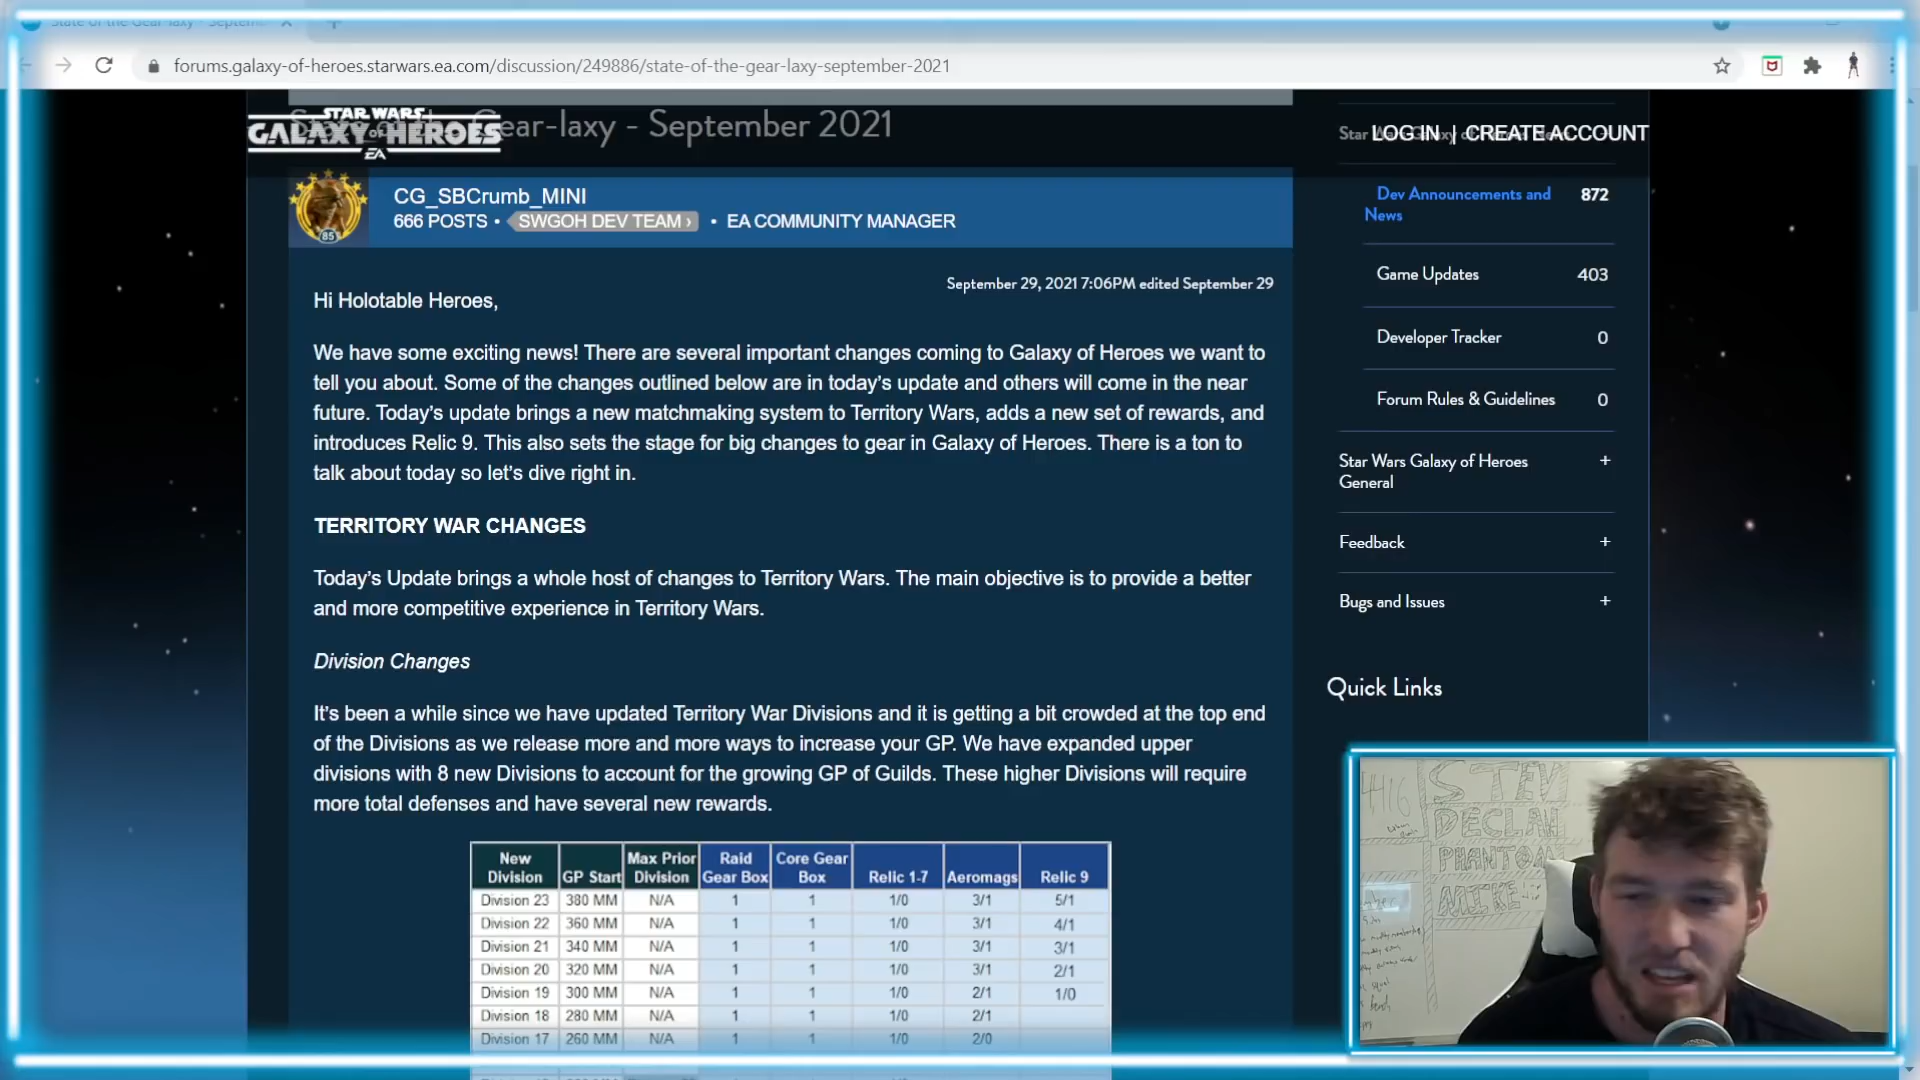 State of the Gear-laxy - Septem
forums.galaxy-of-heroes.starwars.ea.com/discussion/249886/state-of-the-gear-laxy-september-2021
STAR WARS
GALAXY of HEROES
EA
Gear-laxy - September 2021
LOG IN | CREATE ACCOUNT
CG_SBCrumb_MINI
666 POSTS • SWGOH DEV TEAM › • EA COMMUNITY MANAGER
85
September 29, 2021 7:06PM edited September 29
Hi Holotable Heroes,
We have some exciting news! There are several important changes coming to Galaxy of Heroes we want to
tell you about. Some of the changes outlined below are in today's update and others will come in the near
future. Today's update brings a new matchmaking system to Territory Wars, adds a new set of rewards, and
introduces Relic 9. This also sets the stage for big changes to gear in Galaxy of Heroes. There is a ton to
talk about today so let's dive right in.
TERRITORY WAR CHANGES
Today's Update brings a whole host of changes to Territory Wars. The main objective is to provide a better
and more competitive experience in Territory Wars.
Division Changes
It's been a while since we have updated Territory War Divisions and it is getting a bit crowded at the top end
of the Divisions as we release more and more ways to increase your GP. We have expanded upper
divisions with 8 new Divisions to account for the growing GP of Guilds. These higher Divisions will require
more total defenses and have several new rewards.
New Division GP Start Max Prior Division Raid Gear Box Core Gear Box Relic 1-7 Aeromags Relic 9
Division 23 380 MM N/A 1 1 1/0 3/1 5/1
Division 22 360 MM N/A 1 1 1/0 3/1 4/1
Division 21 340 MM N/A 1 1 1/0 3/1 3/1
Division 20 320 MM N/A 1 1 1/0 3/1 2/1
Division 19 300 MM N/A 1 1 1/0 2/1 1/0
Division 18 280 MM N/A 1 1 1/0 2/1
Division 17 260 MM N/A 1 1 1/0 2/0
Dev Announcements and
News 872
Game Updates 403
Developer Tracker 0
Forum Rules & Guidelines 0
Star Wars Galaxy of Heroes
General +
Feedback +
Bugs and Issues +
Quick Links
4416
STEV
DECLAN
PHANTOM
MIKE